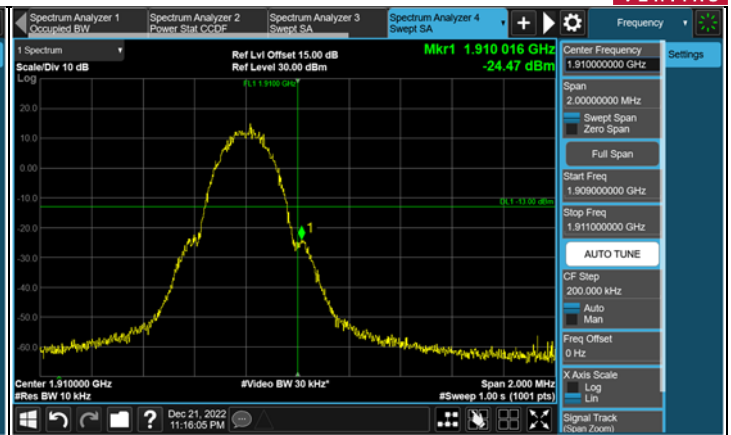 Spectrum Analyzer 1
Occupied BW
Spectrum Analyzer 2
Power Stat CCDF
Spectrum Analyzer 3
Swept SA
Spectrum Analyzer 4
Swept SA
Frequency
1 Spectrum
Scale/Div 10 dB
Log
Ref Lvl Offset 15.00 dB
Ref Level 30.00 dBm
Mkr1 1.910 016 GHz
-24.47 dBm
FL1 1.9100 GHz
20.0
10.0
0.00
-10.0
-20.0
-30.0
-40.0
-50.0
-60.0
DL1 -13.00 dBm
1
Center 1.910000 GHz
#Res BW 10 kHz
#Video BW 30 kHz*
Span 2.000 MHz
#Sweep 1.00 s (1001 pts)
Center Frequency
1.910000000 GHz
Settings
Span
2.00000000 MHz
Swept Span
Zero Span
Full Span
Start Freq
1.909000000 GHz
Stop Freq
1.911000000 GHz
AUTO TUNE
CF Step
200.000 kHz
Auto
Man
Freq Offset
0 Hz
X Axis Scale
Log
Lin
Signal Track
(Span Zoom)
?
Dec 21, 2022
11:16:05 PM